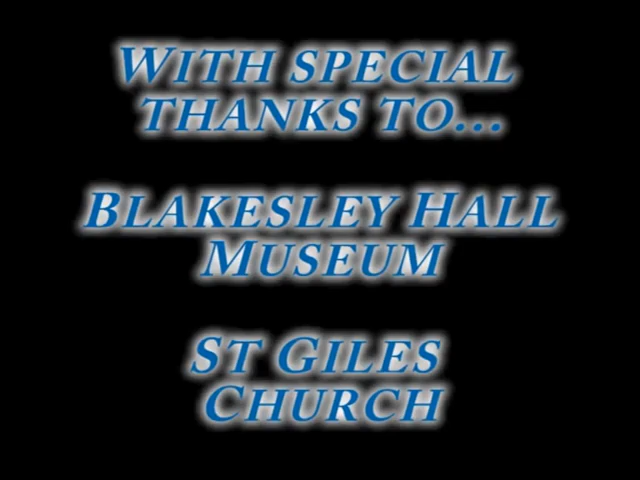 WITH SPECIAL
THANKS TO...
BLAKESLEY HALL
MUSEUM
ST GILES
CHURCH